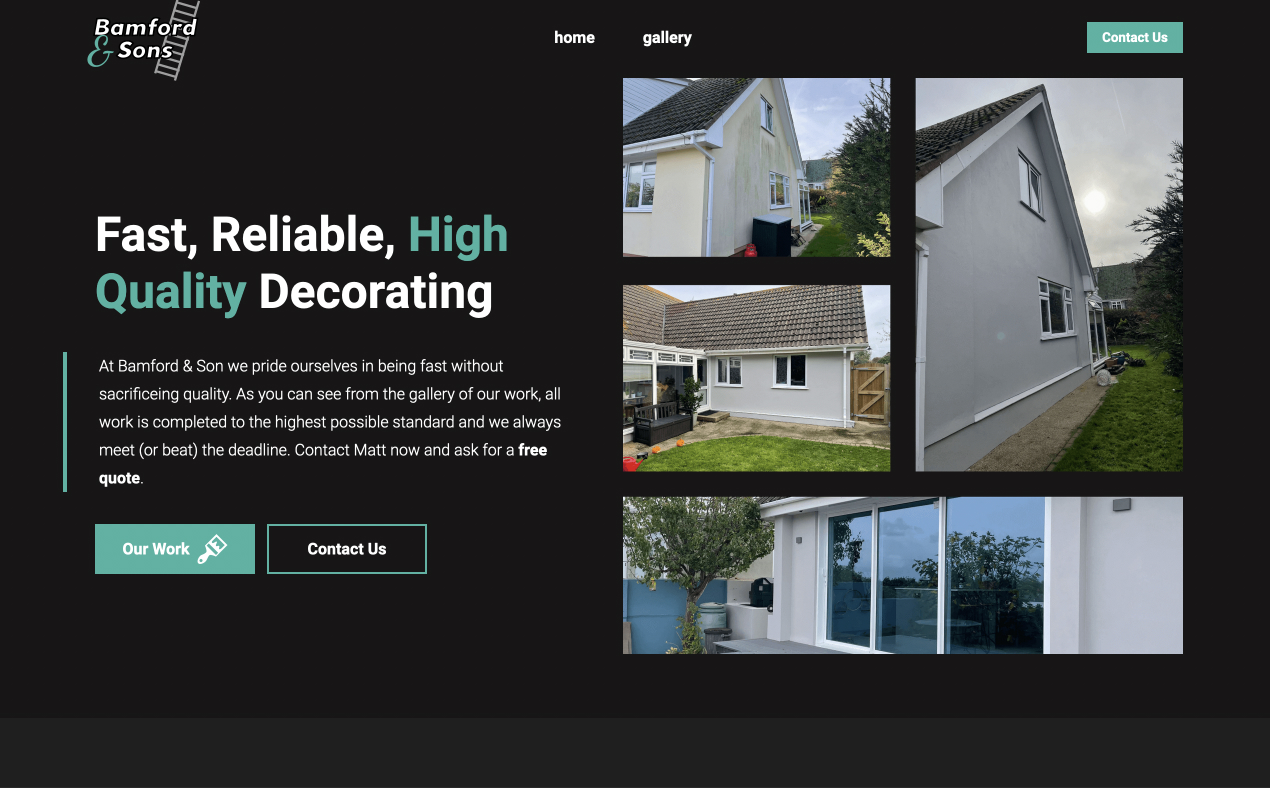 Bamford
& Sons
home
gallery
Contact Us
Fast, Reliable, High
Quality Decorating
At Bamford & Son we pride ourselves in being fast without
sacrificeing quality. As you can see from the gallery of our work, all
work is completed to the highest possible standard and we always
meet (or beat) the deadline. Contact Matt now and ask for a free
quote.
Our Work
Contact Us